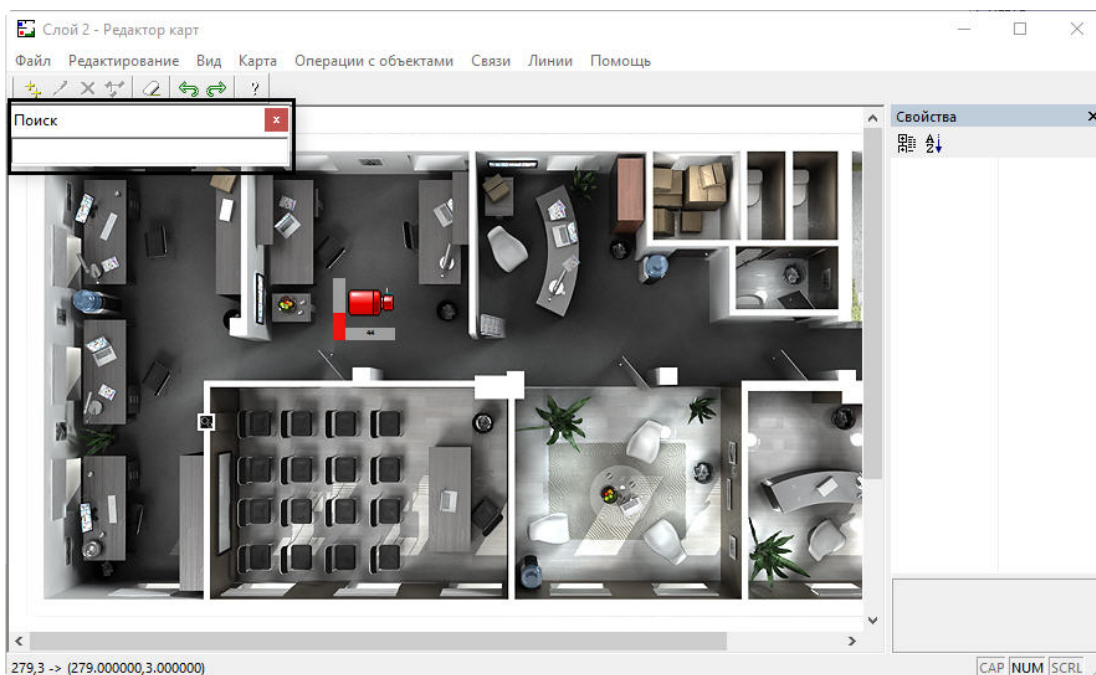 Слой 2 - Редактор карт
Файл Редактирование Вид Карта Операции с объектами Связи Линии Помощь
?
Поиск
Свойства
44
279,3 -> (279.000000,3.000000)
CAP NUM SCRL